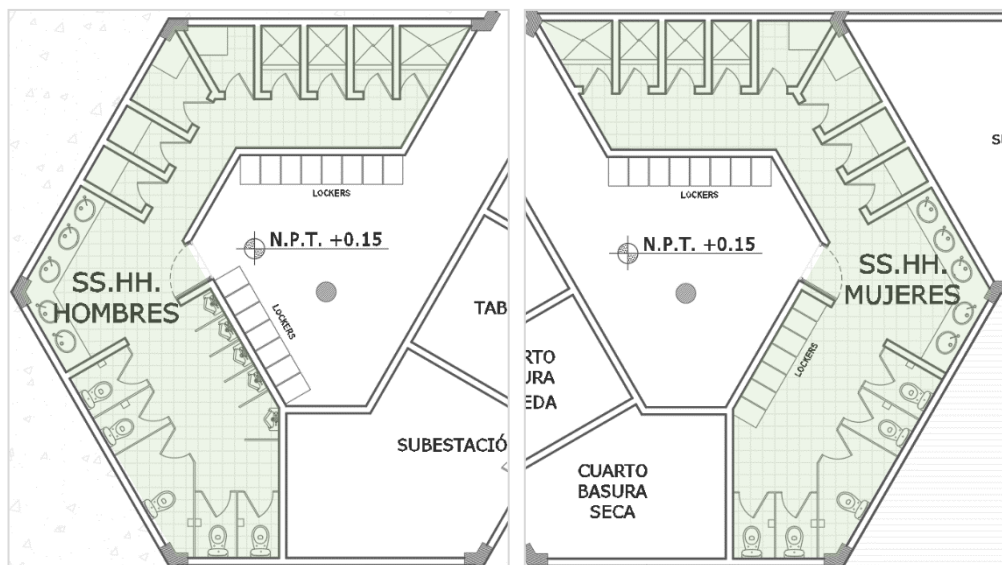 LOCKERS
N.P.T. +0.15
SS.HH.
HOMBRES
LOCKERS
TAB
SUBESTACIÓ
LOCKERS
N.P.T. +0.15
SS.HH.
MUJERES
LOCKERS
RTO
URA
EDA
CUARTO
BASURA
SECA